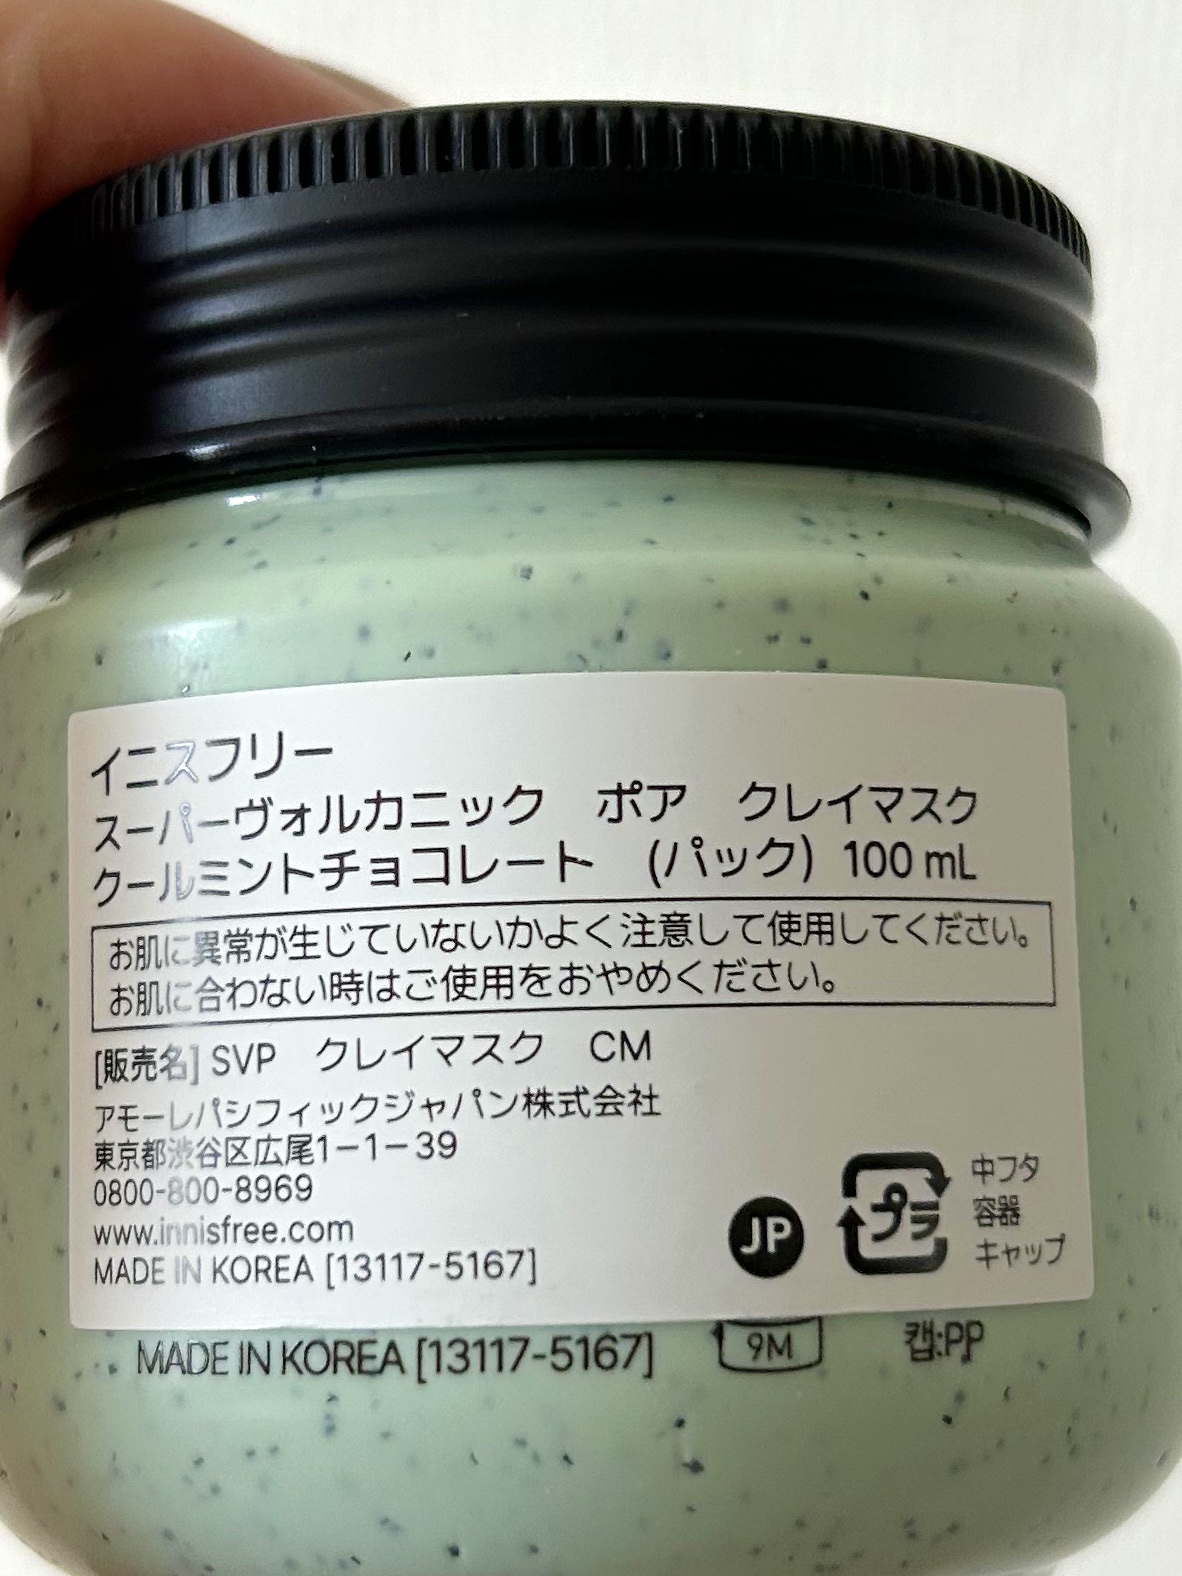 イニスフリー
スーパーヴォルカニック　ポア　クレイマスク
クールミントチョコレート　(パック) 100 mL
お肌に異常が生じていないかよく注意して使用してください。
お肌に合わない時はご使用をおやめください。
[販売名] SVP　クレイマスク　CM
アモーレパシフィックジャパン株式会社
東京都渋谷区広尾1－1－39
0800-800-8969
www.innisfree.com
MADE IN KOREA [13117-5167]
JP
プラ
中フタ
容器
キャップ
MADE IN KOREA [13117-5167]
9M
캡:PP